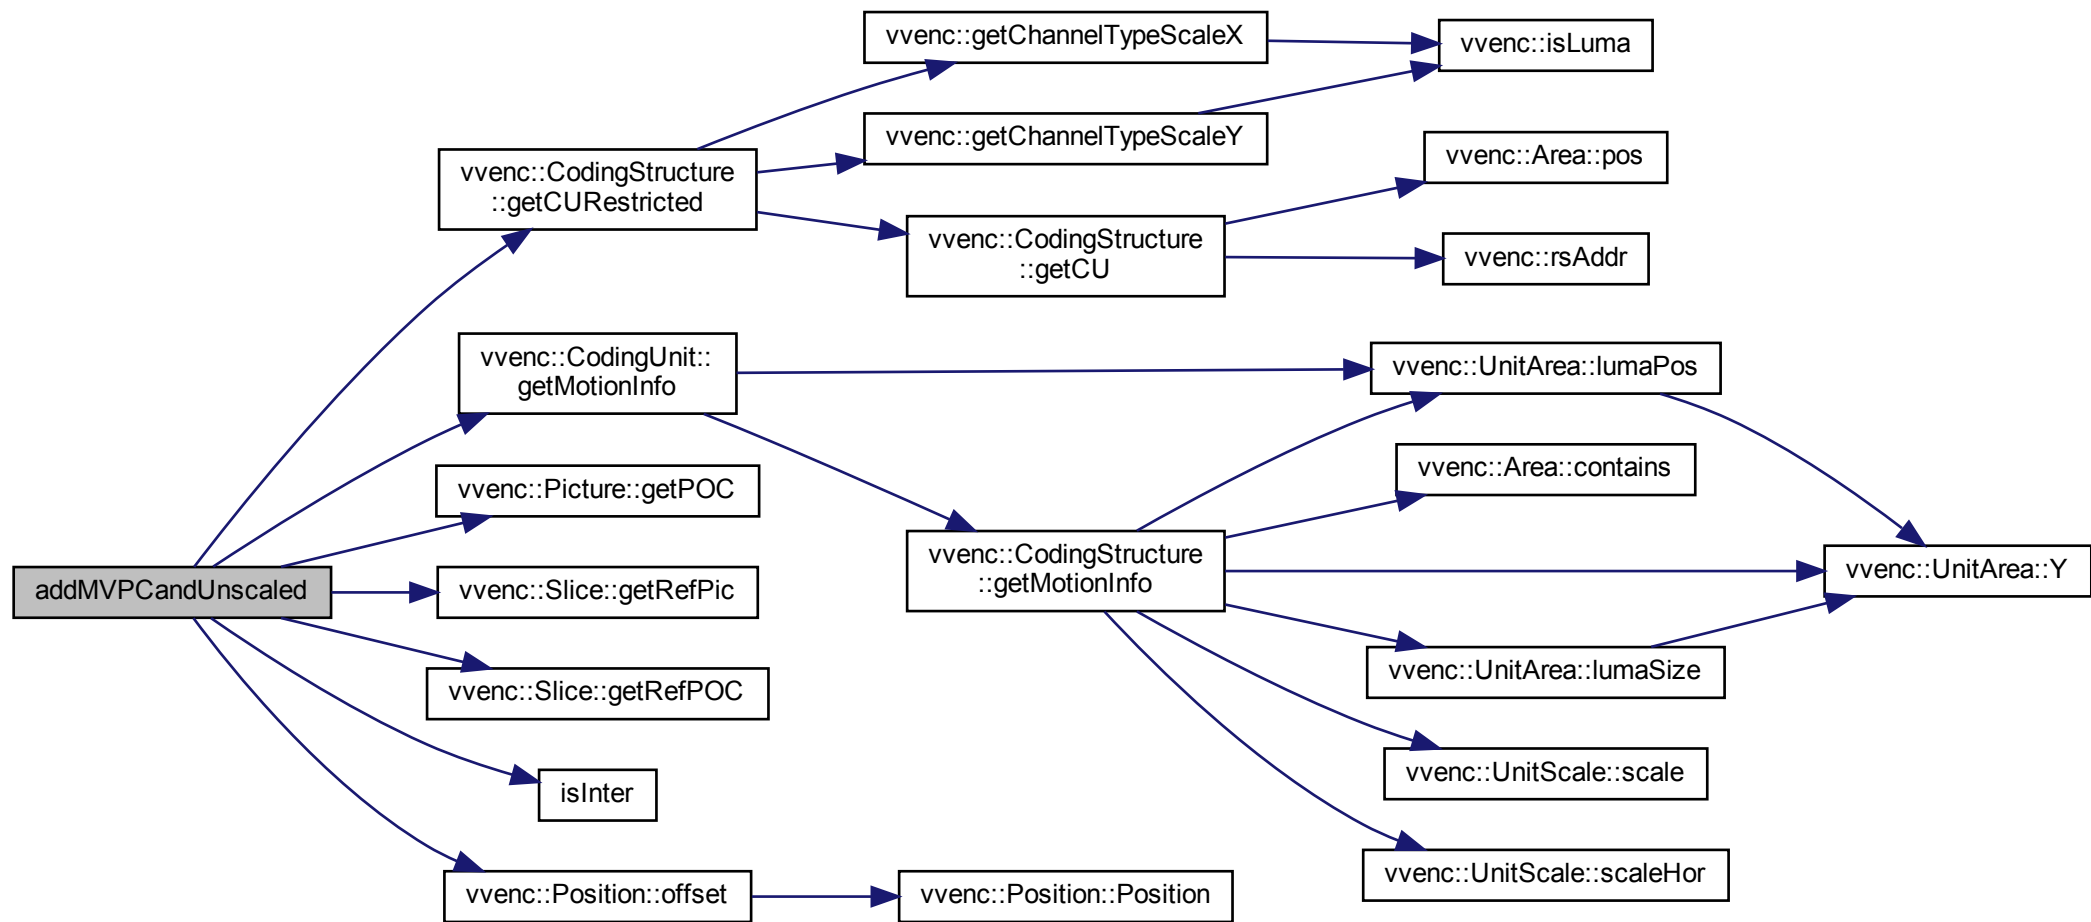 addMVPCandUnscaled
vvenc::CodingStructure
::getCURestricted
vvenc::CodingUnit::
getMotionInfo
vvenc::Picture::getPOC
vvenc::Slice::getRefPic
vvenc::Slice::getRefPOC
isInter
vvenc::Position::offset
vvenc::getChannelTypeScaleX
vvenc::getChannelTypeScaleY
vvenc::CodingStructure
::getCU
vvenc::CodingStructure
::getMotionInfo
vvenc::Position::Position
vvenc::isLuma
vvenc::Area::pos
vvenc::rsAddr
vvenc::UnitArea::lumaPos
vvenc::Area::contains
vvenc::UnitArea::lumaSize
vvenc::UnitScale::scale
vvenc::UnitScale::scaleHor
vvenc::UnitArea::Y